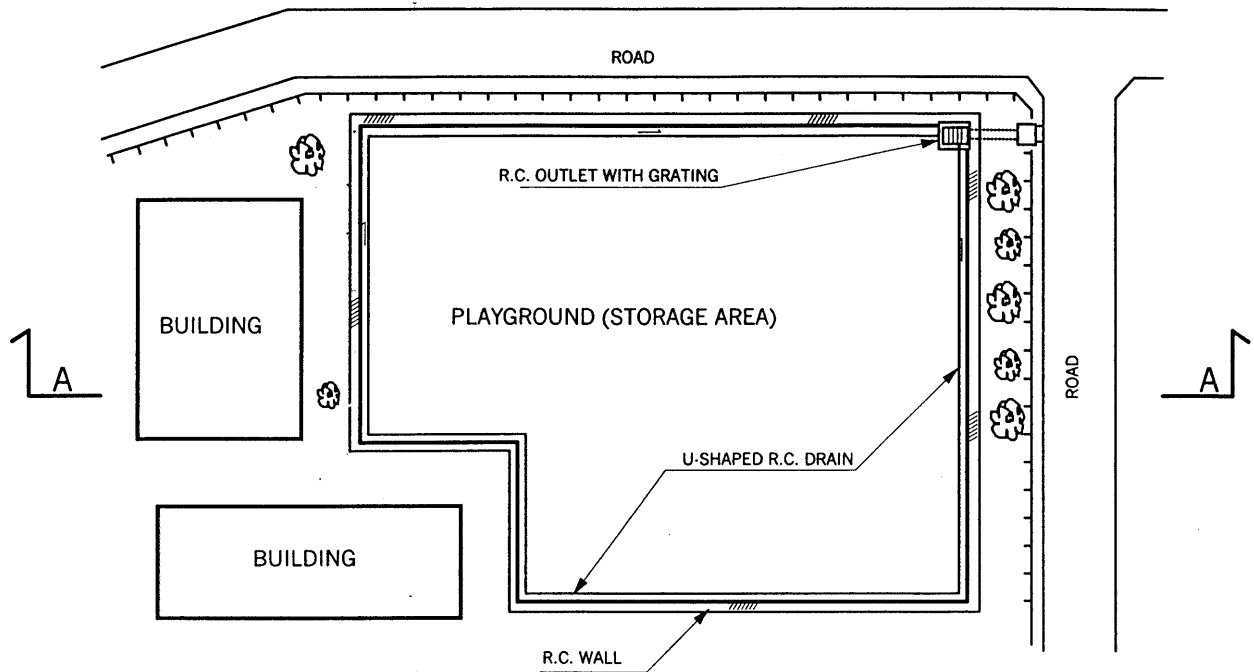 ROAD
R.C. OUTLET WITH GRATING
BUILDING
PLAYGROUND (STORAGE AREA)
A
A
ROAD
U-SHAPED R.C. DRAIN
BUILDING
R.C. WALL